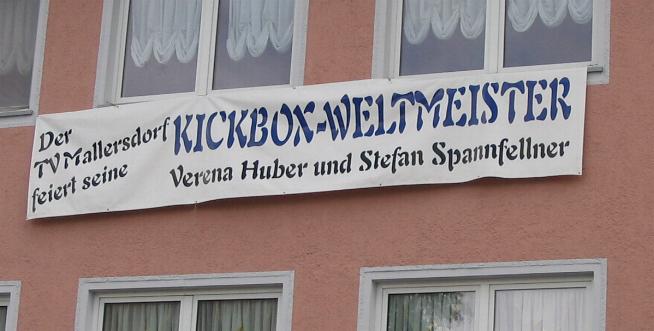 Der
TV Mallersdorf
feiert seine
KICKBOX-WELTMEISTER
Verena Huber und Stefan Spannfellner